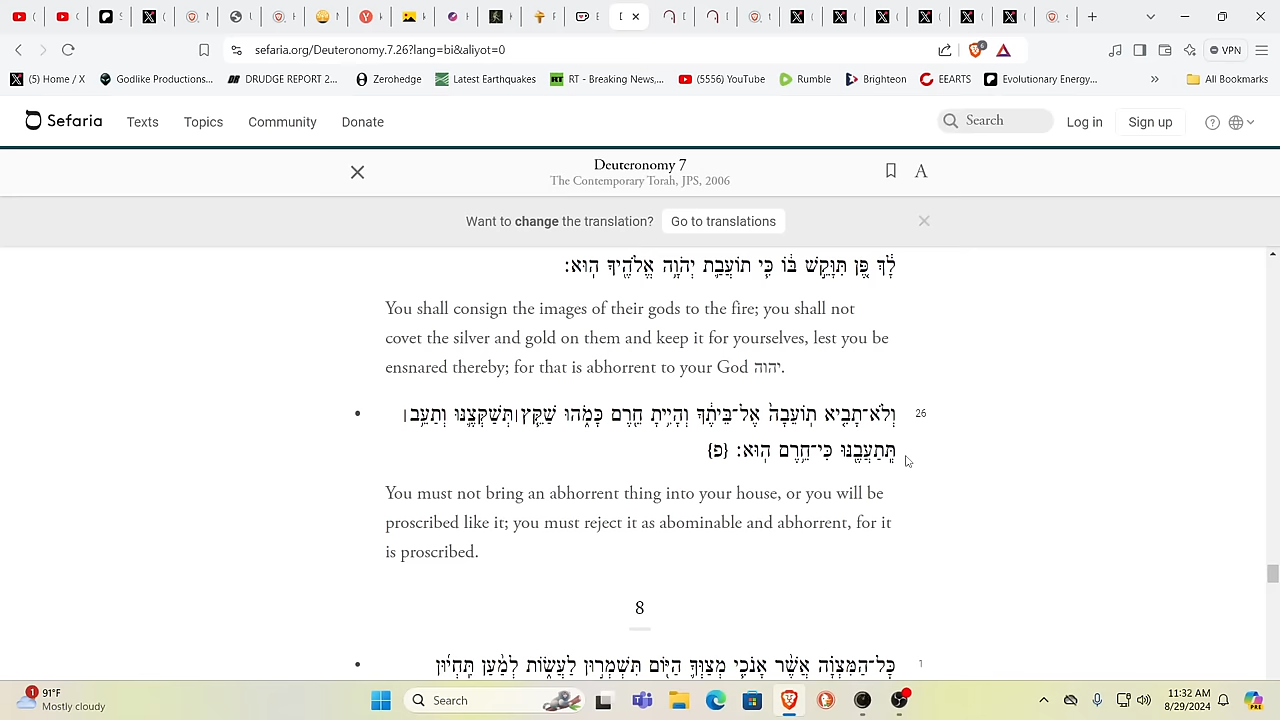 sefaria.org/Deuteronomy.7.26?lang=bi&aliyot=0
6
VPN
(5) Home / X
Godlike Productions...
DRUDGE REPORT 2...
Zerohedge
Latest Earthquakes
RT - Breaking News,...
(5556) YouTube
Rumble
Brighteon
EEARTS
Evolutionary Energy...
All Bookmarks
Sefaria
Texts
Topics
Community
Donate
Search
Log in
Sign up
Deuteronomy 7
The Contemporary Torah, JPS, 2006
A
Want to change the translation? Go to translations
לָ֔ךְ פֶּ֚ן תִּוָּקֵ֣שׁ בּ֔וֹ כִּ֧י תוֹעֲבַ֛ת יְהֹוָ֥ה אֱלֹהֶ֖יךָ הֽוּא׃
You shall consign the images of their gods to the fire; you shall not
covet the silver and gold on them and keep it for yourselves, lest you be
ensnared thereby; for that is abhorrent to your God יהוה.
26
וְלֹא־תָבִ֤יא תֽוֹעֵבָה֙ אֶל־בֵּיתֶ֔ךָ וְהָיִ֥יתָ חֵ֖רֶם כָּמֹ֑הוּ שַׁקֵּ֧ץ ׀ תְּשַׁקְּצֶ֛נּוּ וְתַעֵ֥ב ׀
תְּֽתַעֲבֶ֖נּוּ כִּי־חֵ֥רֶם הֽוּא׃ {פ}
You must not bring an abhorrent thing into your house, or you will be
proscribed like it; you must reject it as abominable and abhorrent, for it
is proscribed.
8
1
כׇּל־הַמִּצְוָ֗ה אֲשֶׁ֨ר אָנֹכִ֧י מְצַוְּךָ֛ הַיּ֖וֹם תִּשְׁמְר֣וּן לַעֲשׂ֑וֹת לְמַ֨עַן תִּֽחְי֜וּן
1
91°F
Mostly cloudy
Search
11:32 AM
8/29/2024